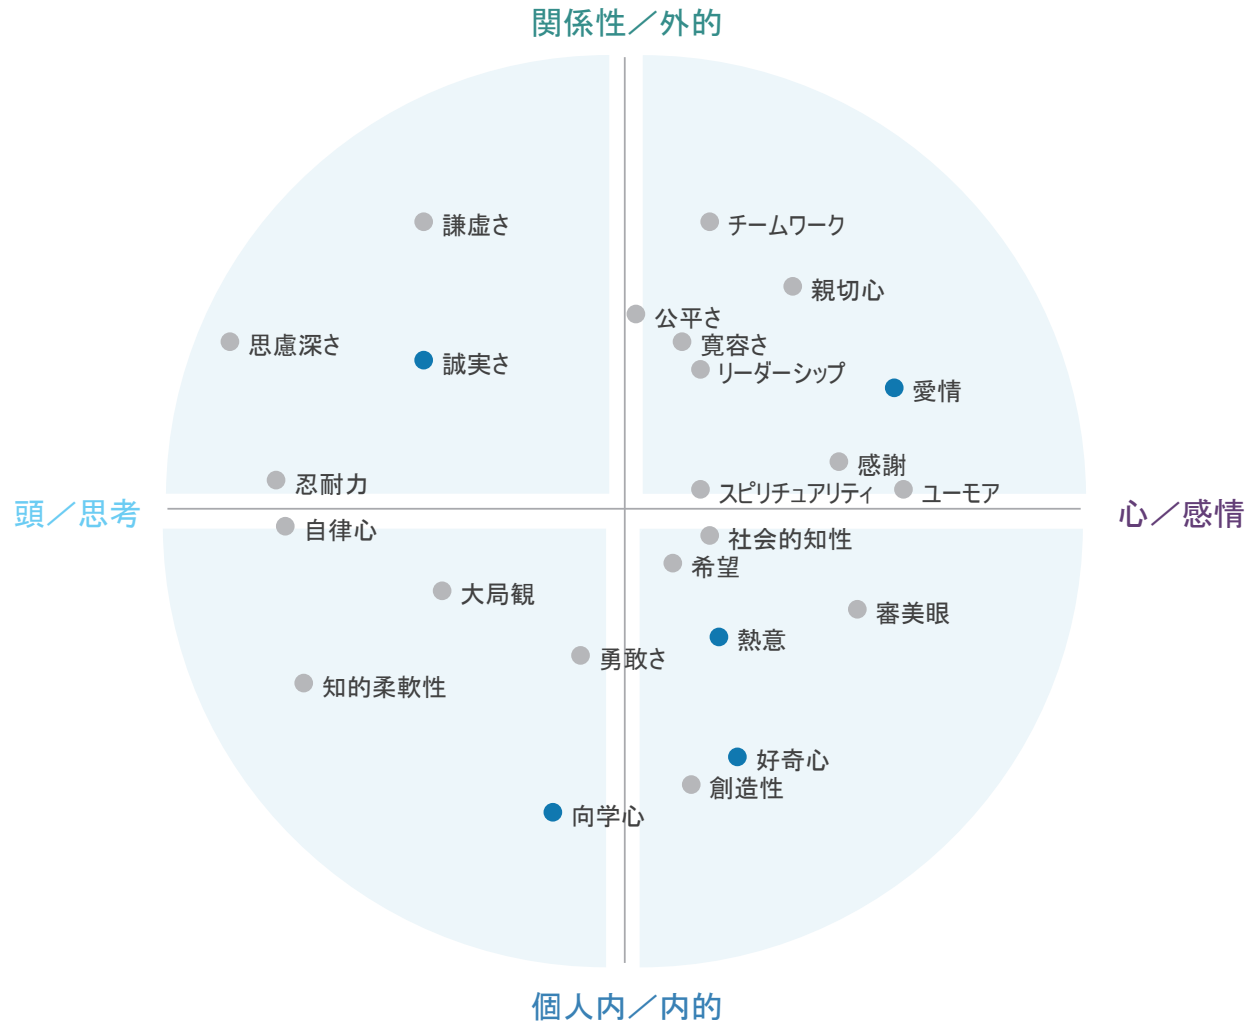 関係性／外的
謙虚さ
チームワーク
親切心
公平さ
思慮深さ
寛容さ
誠実さ
リーダーシップ
愛情
感謝
忍耐力
スピリチュアリティ
ユーモア
頭／思考
心／感情
自律心
社会的知性
希望
大局観
審美眼
熱意
勇敢さ
知的柔軟性
好奇心
創造性
向学心
個人内／内的